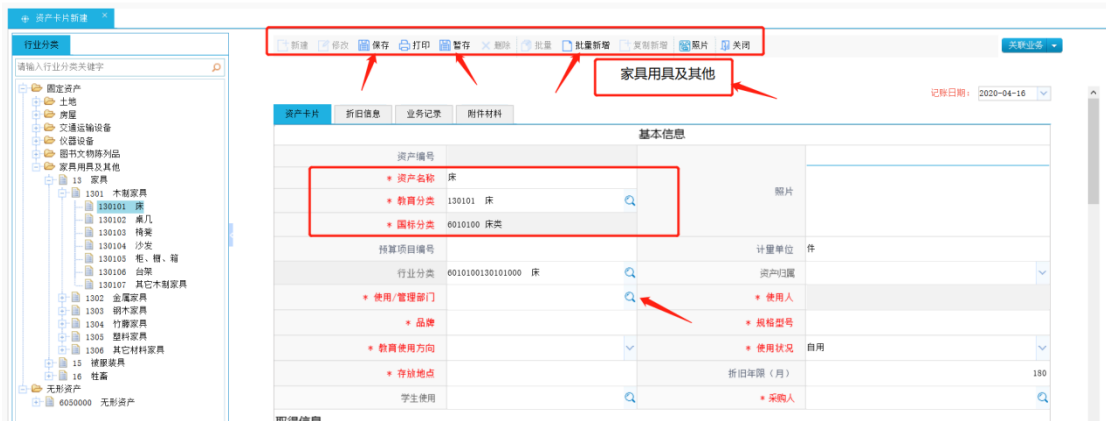 资产卡片新建 ×
行业分类
新建 修改 保存 打印 暂存 删除 批量 批量新增 复制新增 照片 关闭
关联业务
请输入行业分类关键字
家具用具及其他
固定资产
土地
房屋
交通运输设备
仪器设备
图书文物陈列品
家具用具及其他
13 家具
1301 木制家具
130101 床
130102 桌几
130103 椅凳
130104 沙发
130105 柜、橱、箱
130106 台架
130107 其它木制家具
1302 金属家具
1303 钢木家具
1304 竹藤家具
1305 塑料家具
1306 其它材料家具
15 被服装具
16 牲畜
无形资产
6050000 无形资产
记账日期: 2020-04-16
资产卡片 折旧信息 业务记录 附件材料
基本信息
资产编号
照片
* 资产名称 床
* 教育分类 130101 床
* 国标分类 6010100 床类
预算项目编号 计量单位 件
行业分类 6010100130101000 床 资产归属
* 使用/管理部门 * 使用人
* 品牌 * 规格型号
* 教育使用方向 * 使用状况 自用
* 存放地点 折旧年限(月) 180
学生使用 * 采购人
取得信息